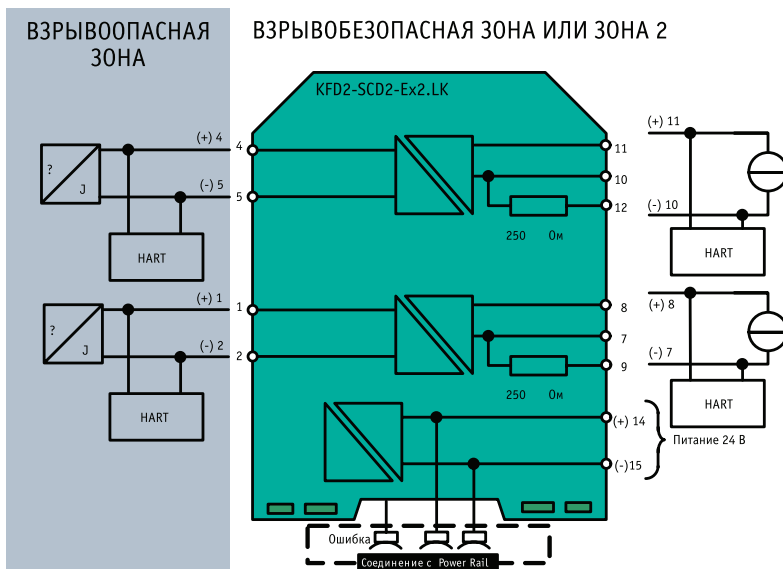 ВЗРЫВООПАСНАЯ
ЗОНА
ВЗРЫВОБЕЗОПАСНАЯ ЗОНА ИЛИ ЗОНА 2
KFD2-SCD2-Ex2.LK
(+) 4
4
?
J
(-) 5
5
HART
11
10
12
250 Ом
(+) 11
(-) 10
HART
(+) 1
1
?
J
(-) 2
2
HART
8
7
9
250 Ом
(+) 8
(-) 7
HART
(+) 14
(-)15
Питание 24 В
Ошибка
Соединение с Power Rail